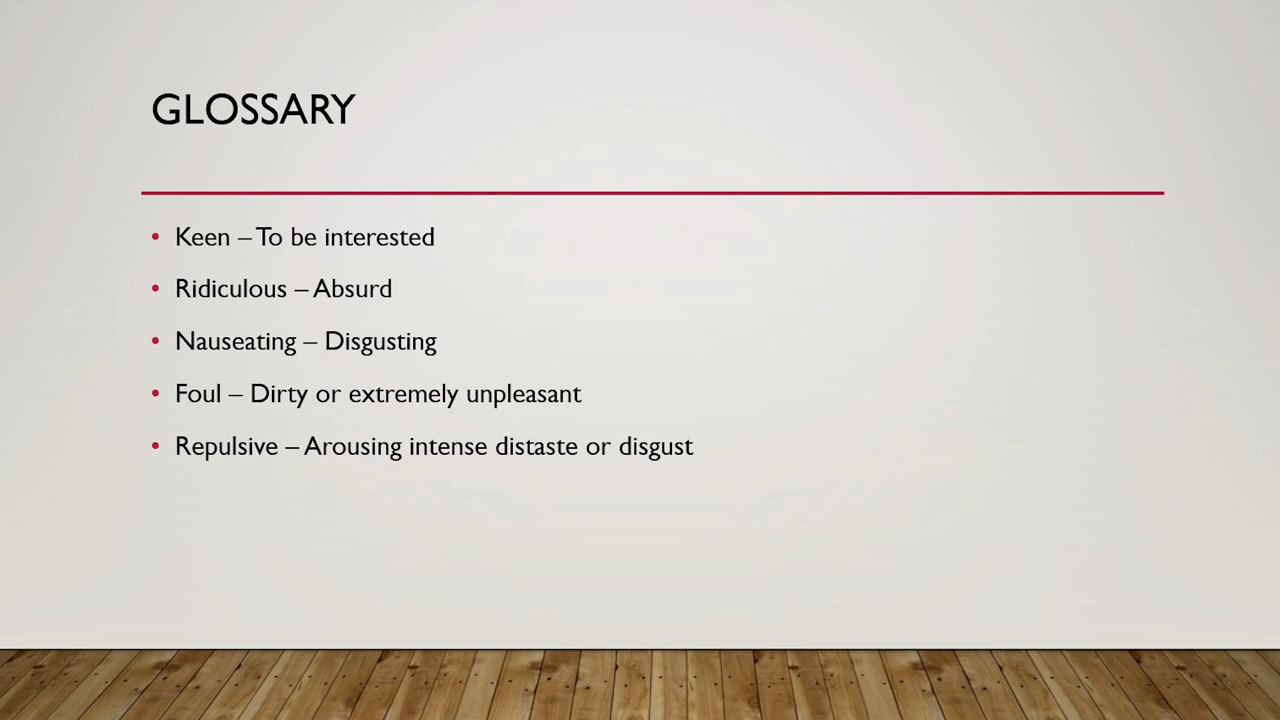 GLOSSARY
• Keen – To be interested
• Ridiculous – Absurd
• Nauseating – Disgusting
• Foul – Dirty or extremely unpleasant
• Repulsive – Arousing intense distaste or disgust